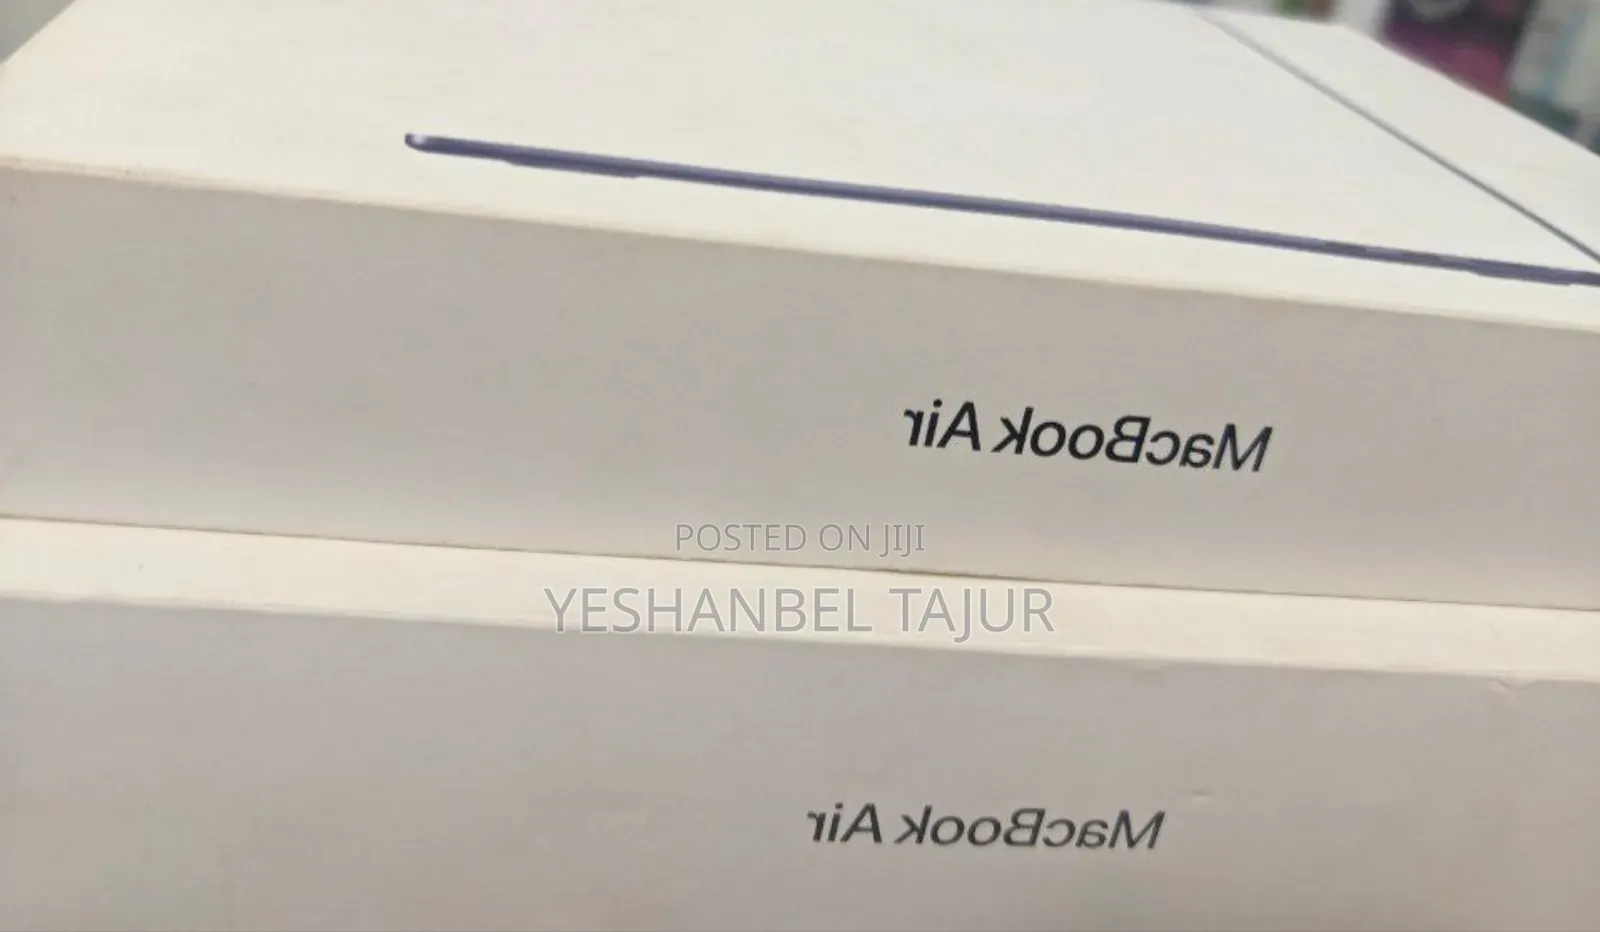 MacBook Air
POSTED ON JIJI
YESHANBEL TAJUR
MacBook Air